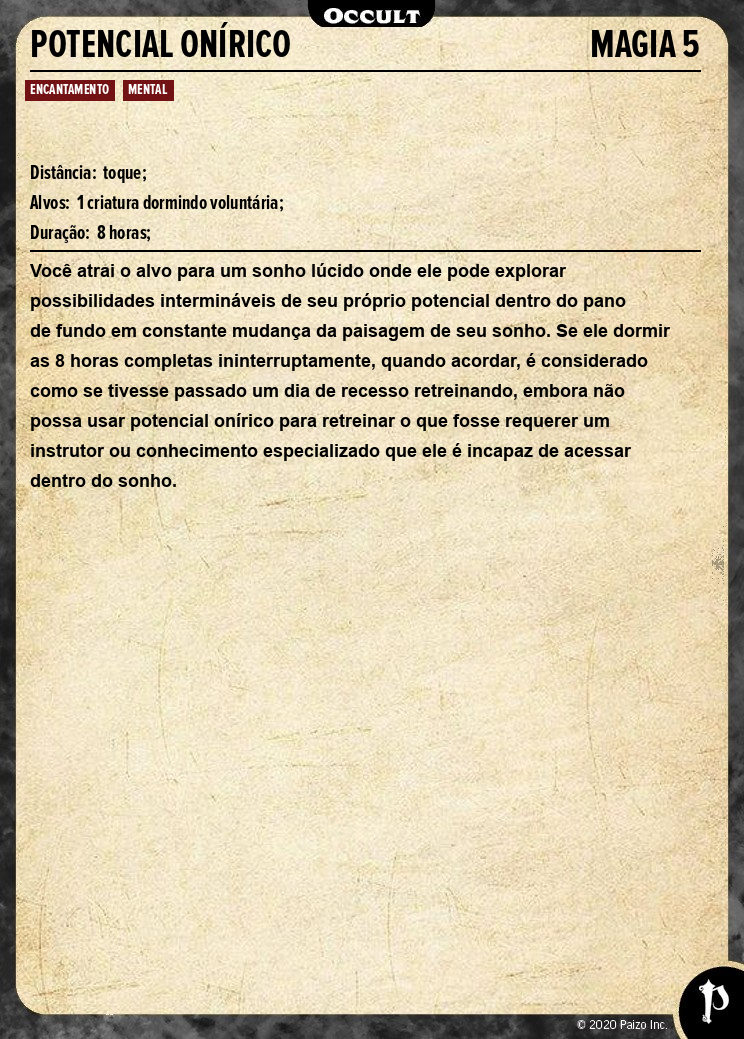 Occult
POTENCIAL ONÍRICO MAGIA 5
ENCANTAMENTO MENTAL
Distância: toque;
Alvos: 1 criatura dormindo voluntária;
Duração: 8 horas;
Você atrai o alvo para um sonho lúcido onde ele pode explorar
possibilidades intermináveis de seu próprio potencial dentro do pano
de fundo em constante mudança da paisagem de seu sonho. Se ele dormir
as 8 horas completas ininterruptamente, quando acordar, é considerado
como se tivesse passado um dia de recesso retreinando, embora não
possa usar potencial onírico para retreinar o que fosse requerer um
instrutor ou conhecimento especializado que ele é incapaz de acessar
dentro do sonho.
© 2020 Paizo Inc.
P